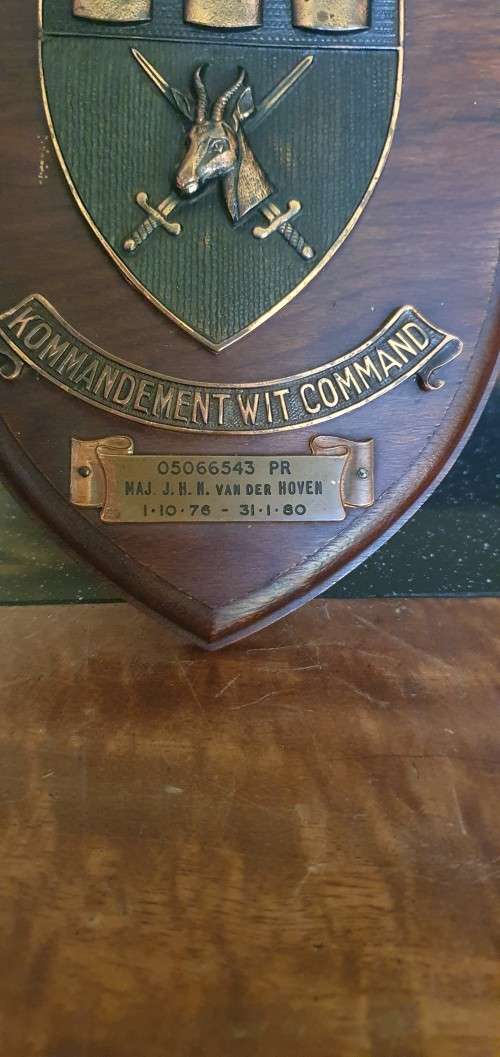 KOMMANDEMENT WIT COMMAND
05066543 PR
MAJ. J. H. H. VAN DER HOVEN
1·10·76 - 31·1·80